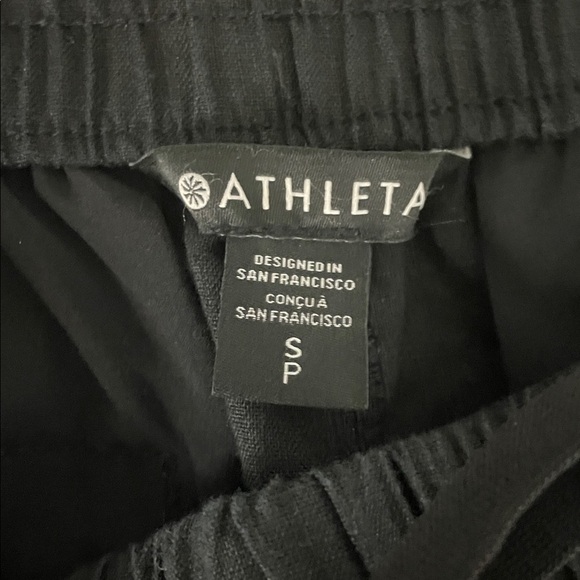 ATHLETA
DESIGNED IN
SAN FRANCISCO
CONÇU À
SAN FRANCISCO
S
P